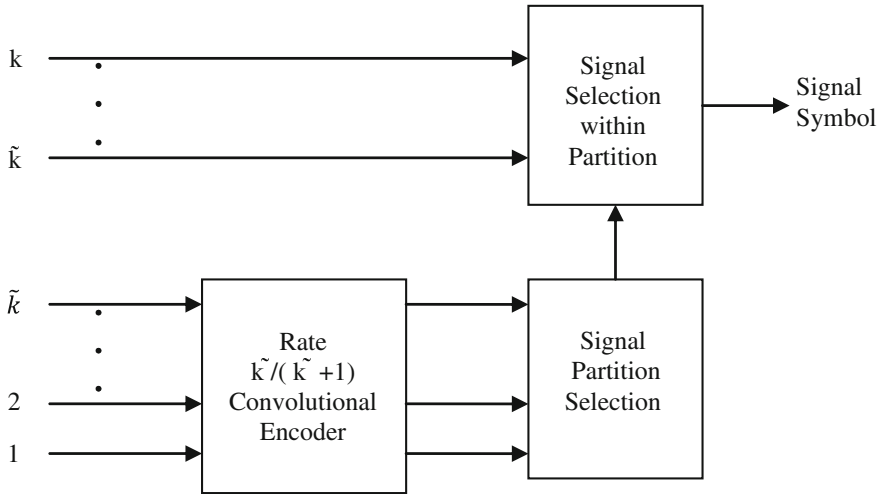 k
k̃
Signal
Selection
within
Partition
Signal
Symbol
k̃
2
1
Rate
k˜/( k˜ +1)
Convolutional
Encoder
Signal
Partition
Selection